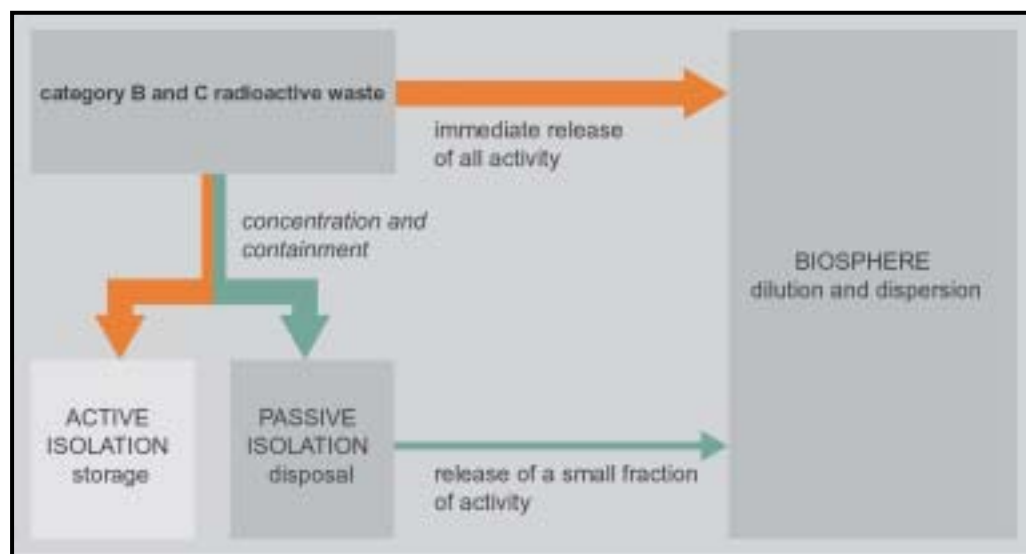 category B and C radioactive waste
immediate release
of all activity
concentration and
containment
BIOSPHERE
dilution and dispersion
ACTIVE
ISOLATION
storage
PASSIVE
ISOLATION
disposal
release of a small fraction
of activity